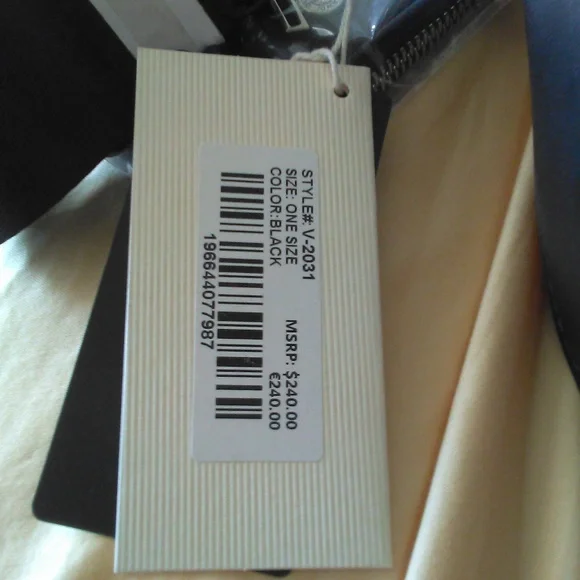 STYLE#: V-2031
SIZE: ONE SIZE
COLOR:BLACK
MSRP: $240.00
€240.00
196644077987